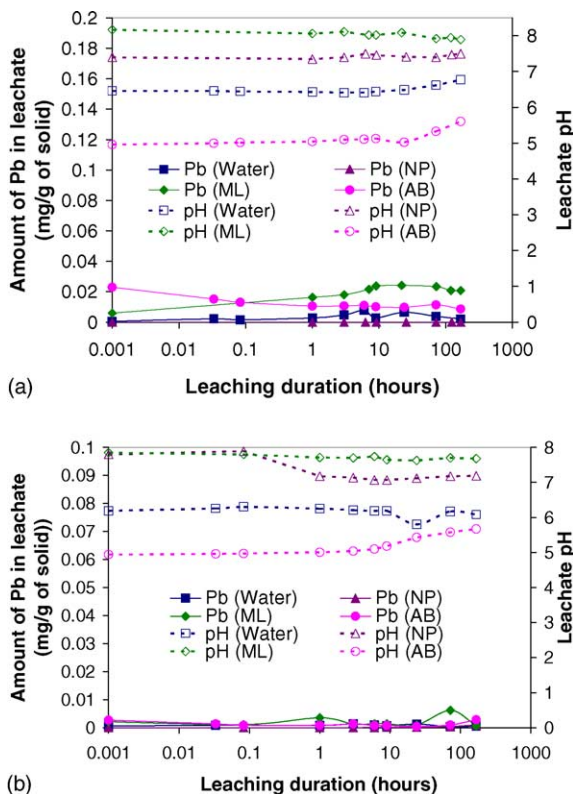 0.2
0.18
0.16
0.14
0.12
0.1
0.08
0.06
0.04
0.02
0
Amount of Pb in leachate
(mg/g of solid)
Pb (Water)
Pb (NP)
Pb (ML)
Pb (AB)
pH (Water)
pH (NP)
pH (ML)
pH (AB)
9
8
7
6
5
4
3
2
1
0
Leachate pH
0.001
0.01
0.1
1
10
100
1000
(a)
Leaching duration (hours)
0.1
0.09
0.08
0.07
0.06
0.05
0.04
0.03
0.02
0.01
0
Amount of Pb in leachate
(mg/g of solid))
Pb (Water)
Pb (NP)
Pb (ML)
Pb (AB)
pH (Water)
pH (NP)
pH (ML)
pH (AB)
8
7
6
5
4
3
2
1
0
Leachate pH
0.001
0.01
0.1
1
10
100
1000
(b)
Leaching duration (hours)